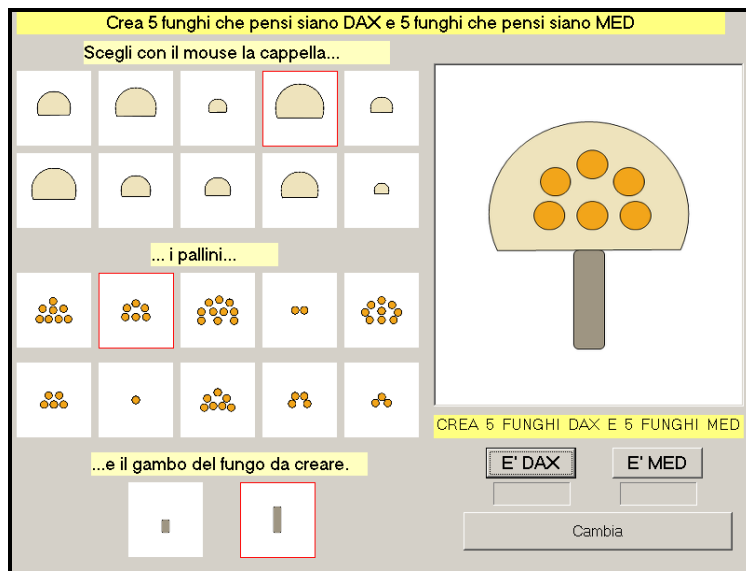 Crea 5 funghi che pensi siano DAX e 5 funghi che pensi siano MED
Scegli con il mouse la cappella...
... i pallini...
...e il gambo del fungo da creare.
CREA 5 FUNGHI DAX E 5 FUNGHI MED
E' DAX
E' MED
Cambia